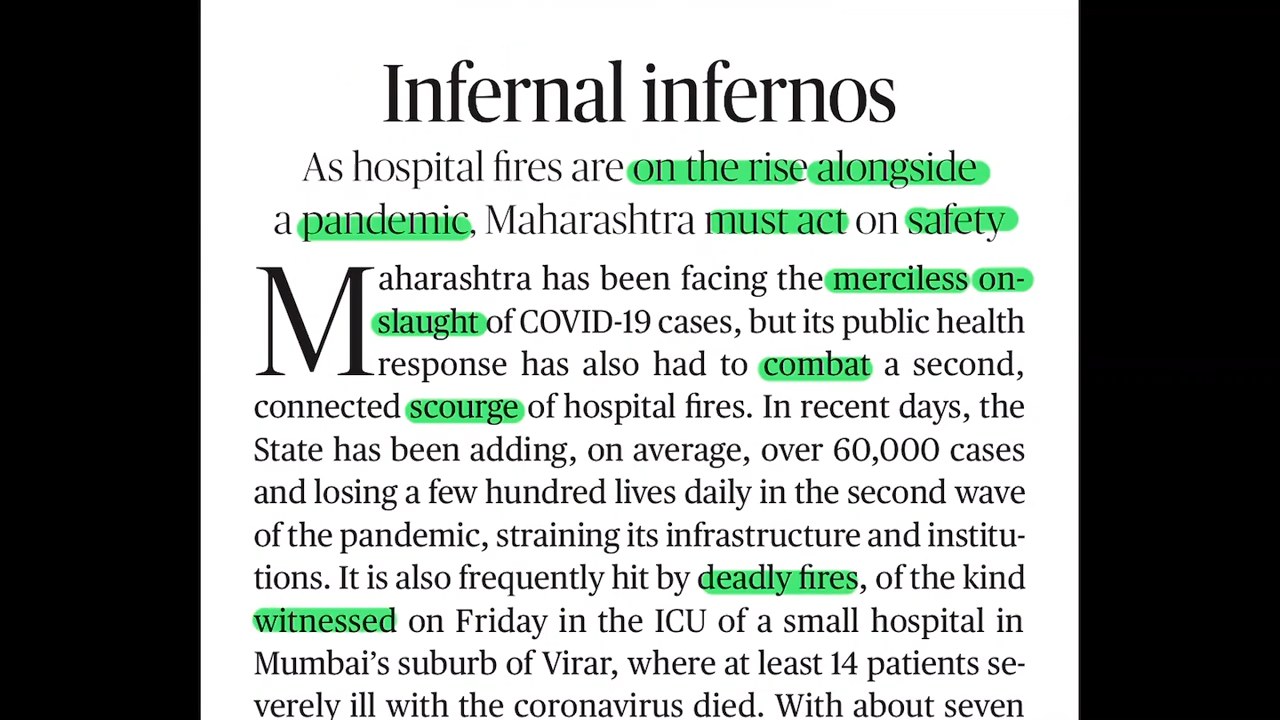 Infernal infernos
As hospital fires are on the rise alongside
a pandemic, Maharashtra must act on safety
Maharashtra has been facing the merciless on-
slaught of COVID-19 cases, but its public health
response has also had to combat a second,
connected scourge of hospital fires. In recent days, the
State has been adding, on average, over 60,000 cases
and losing a few hundred lives daily in the second wave
of the pandemic, straining its infrastructure and institu-
tions. It is also frequently hit by deadly fires, of the kind
witnessed on Friday in the ICU of a small hospital in
Mumbai’s suburb of Virar, where at least 14 patients se-
verely ill with the coronavirus died. With about seven